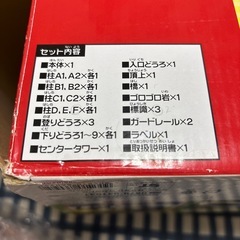 セット内容
■本体×1
■柱A1.A2×各1
■柱B1.B2×各1
■柱C1.C2×各1
■柱D.E.F×各1
■登りどうろ×3
■下りどうろ1〜9×各1
■センタータワー×1
■入口どうろ×1
■頂上×1
■橋×1
■ゴロゴロ岩×1
■標識×3
■ガードレール×2
■ラベル×1
■取扱説明書×1